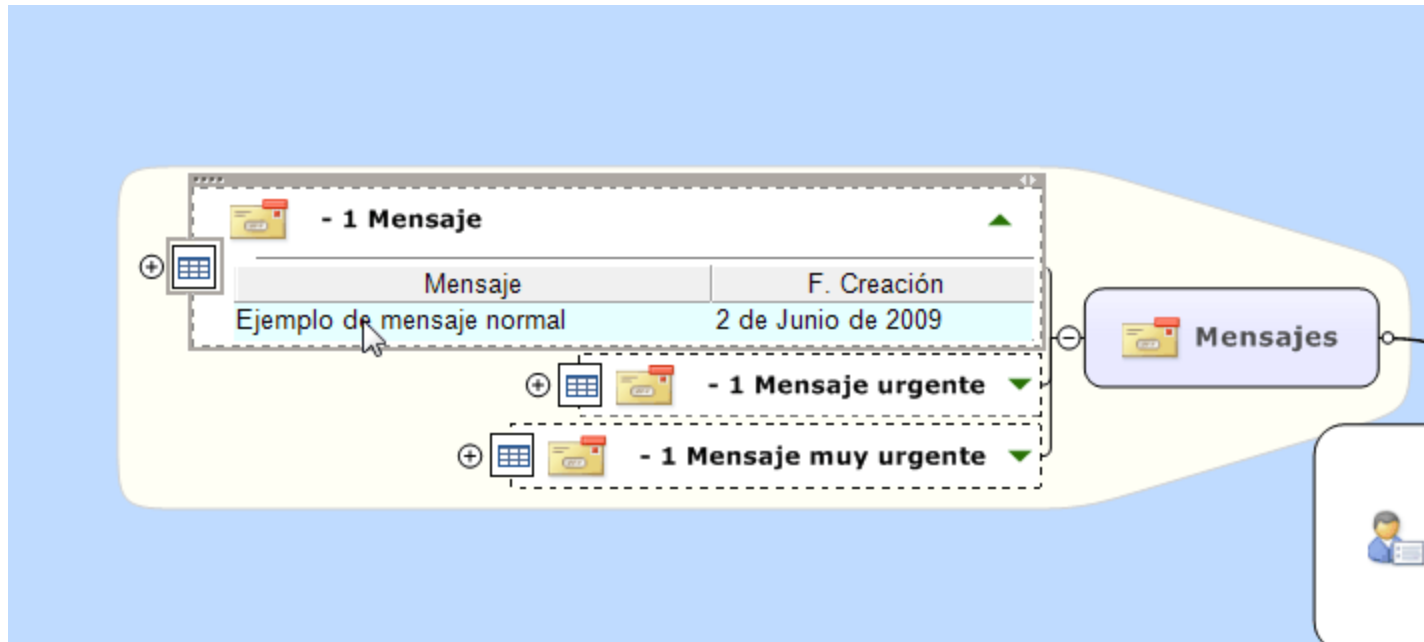 - 1 Mensaje
Mensaje F. Creación
Ejemplo de mensaje normal 2 de Junio de 2009
Mensajes
- 1 Mensaje urgente
- 1 Mensaje muy urgente